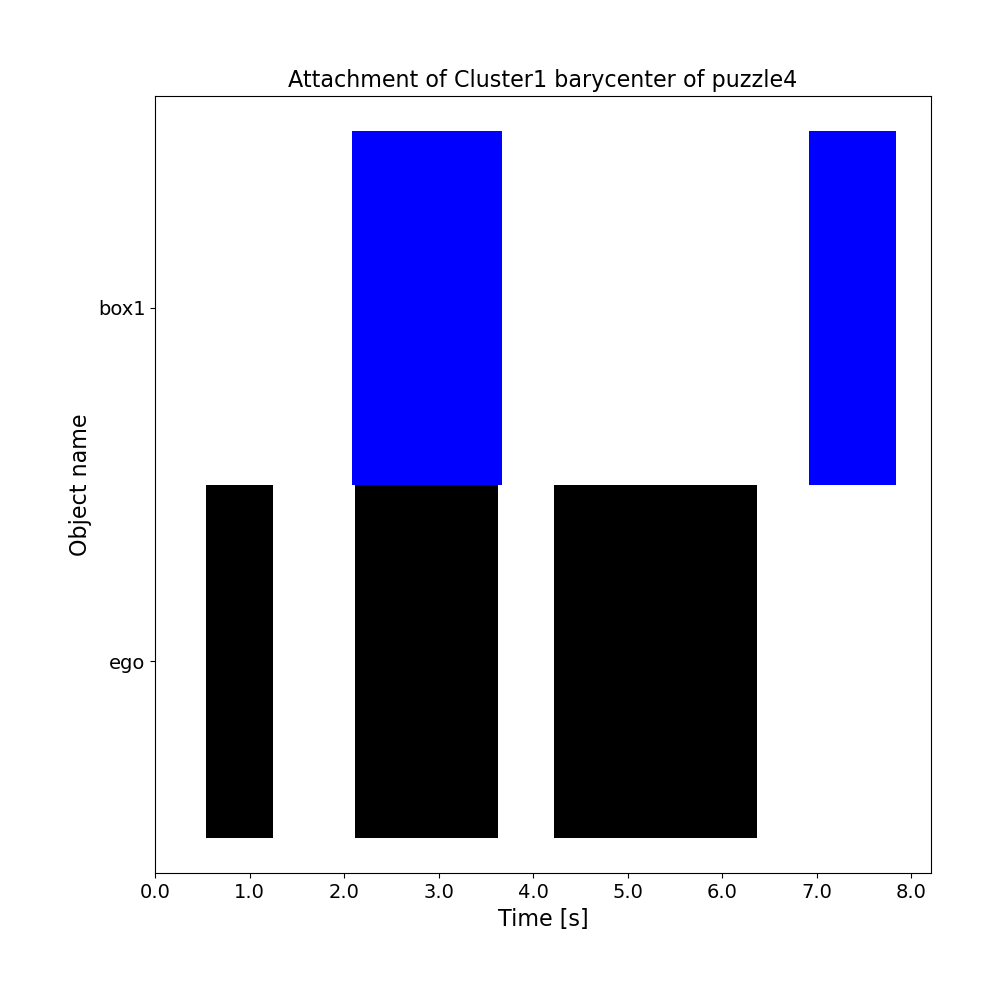 Attachment of Cluster1 barycenter of puzzle4
box1
Object name
ego
0.0 1.0 2.0 3.0 4.0 5.0 6.0 7.0 8.0
Time [s]